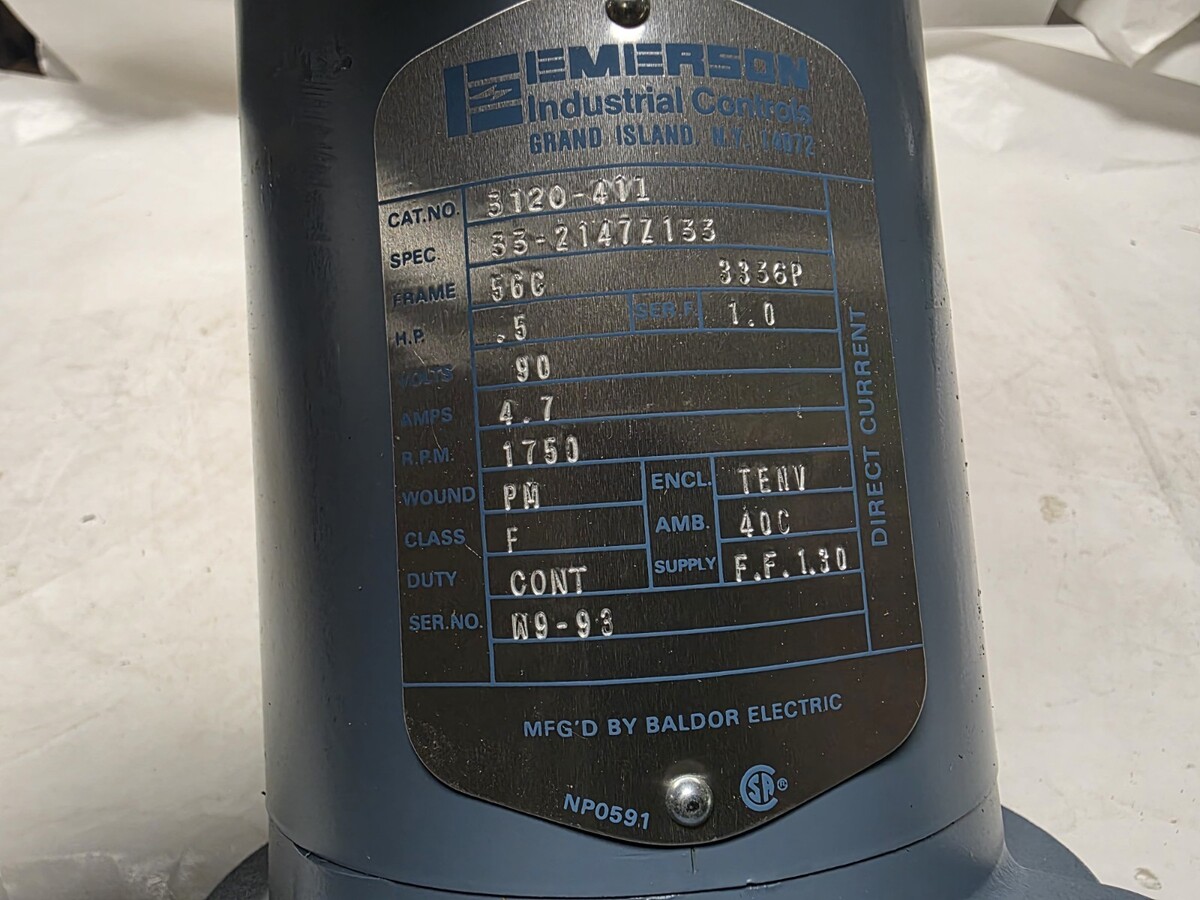 EMERSON
Industrial Controls
GRAND ISLAND, N.Y. 14072
CAT.NO. 3120-411
SPEC. 33-2147Z133
FRAME 56C 3336P
H.P. .5 SER.F. 1.0
VOLTS 90
AMPS 4.7
R.P.M. 1750
WOUND PM ENCL. TENV
CLASS F AMB. 40C
DUTY CONT SUPPLY F.F.1.30
SER.NO. W9-93
DIRECT CURRENT
MFG'D BY BALDOR ELECTRIC
NP0591
SA®